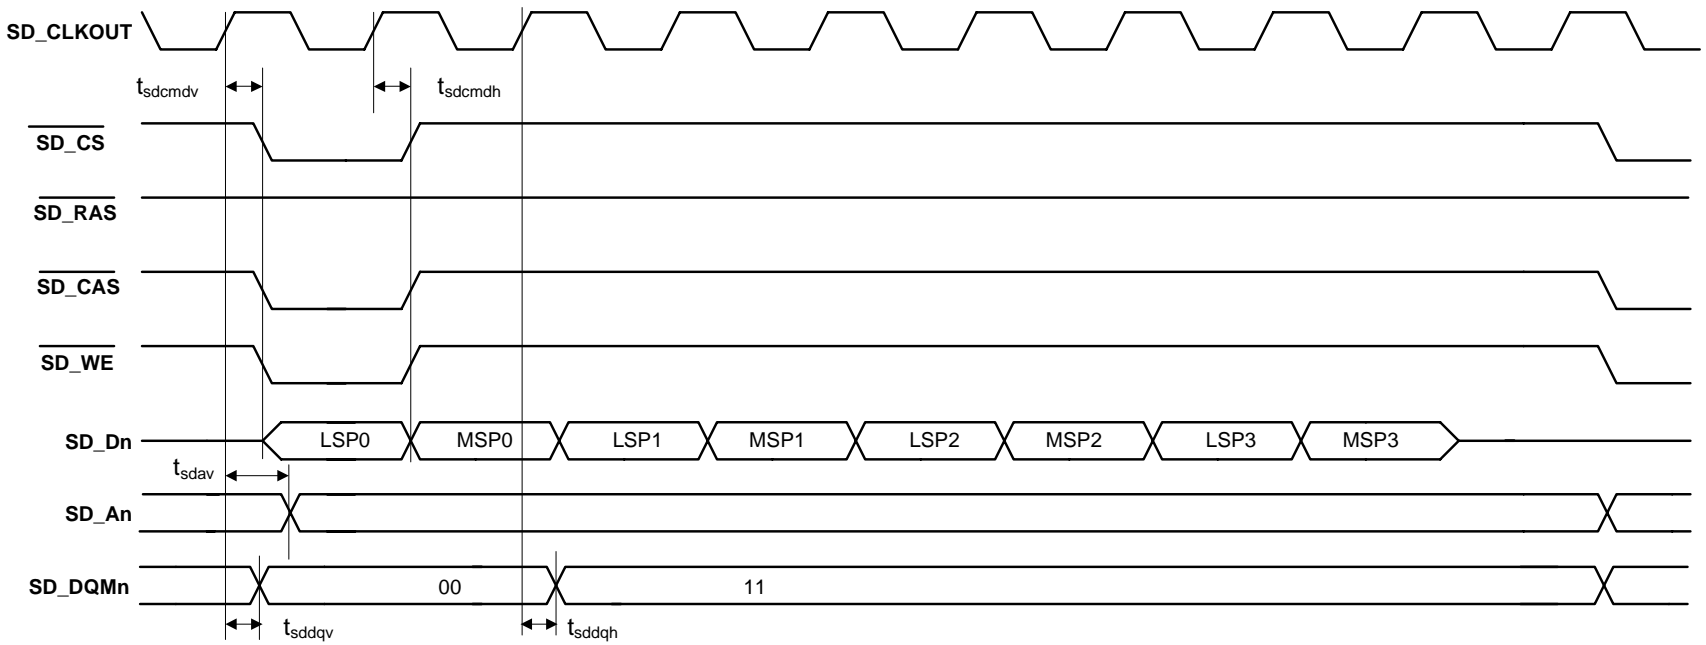 SD_CLKOUT
tsdcmdv
tsdcmdh
SD_CS
SD_RAS
SD_CAS
SD_WE
SD_Dn LSP0 MSP0 LSP1 MSP1 LSP2 MSP2 LSP3 MSP3
tsdav
SD_An
SD_DQMn 00 11
tsddqv
tsddqh